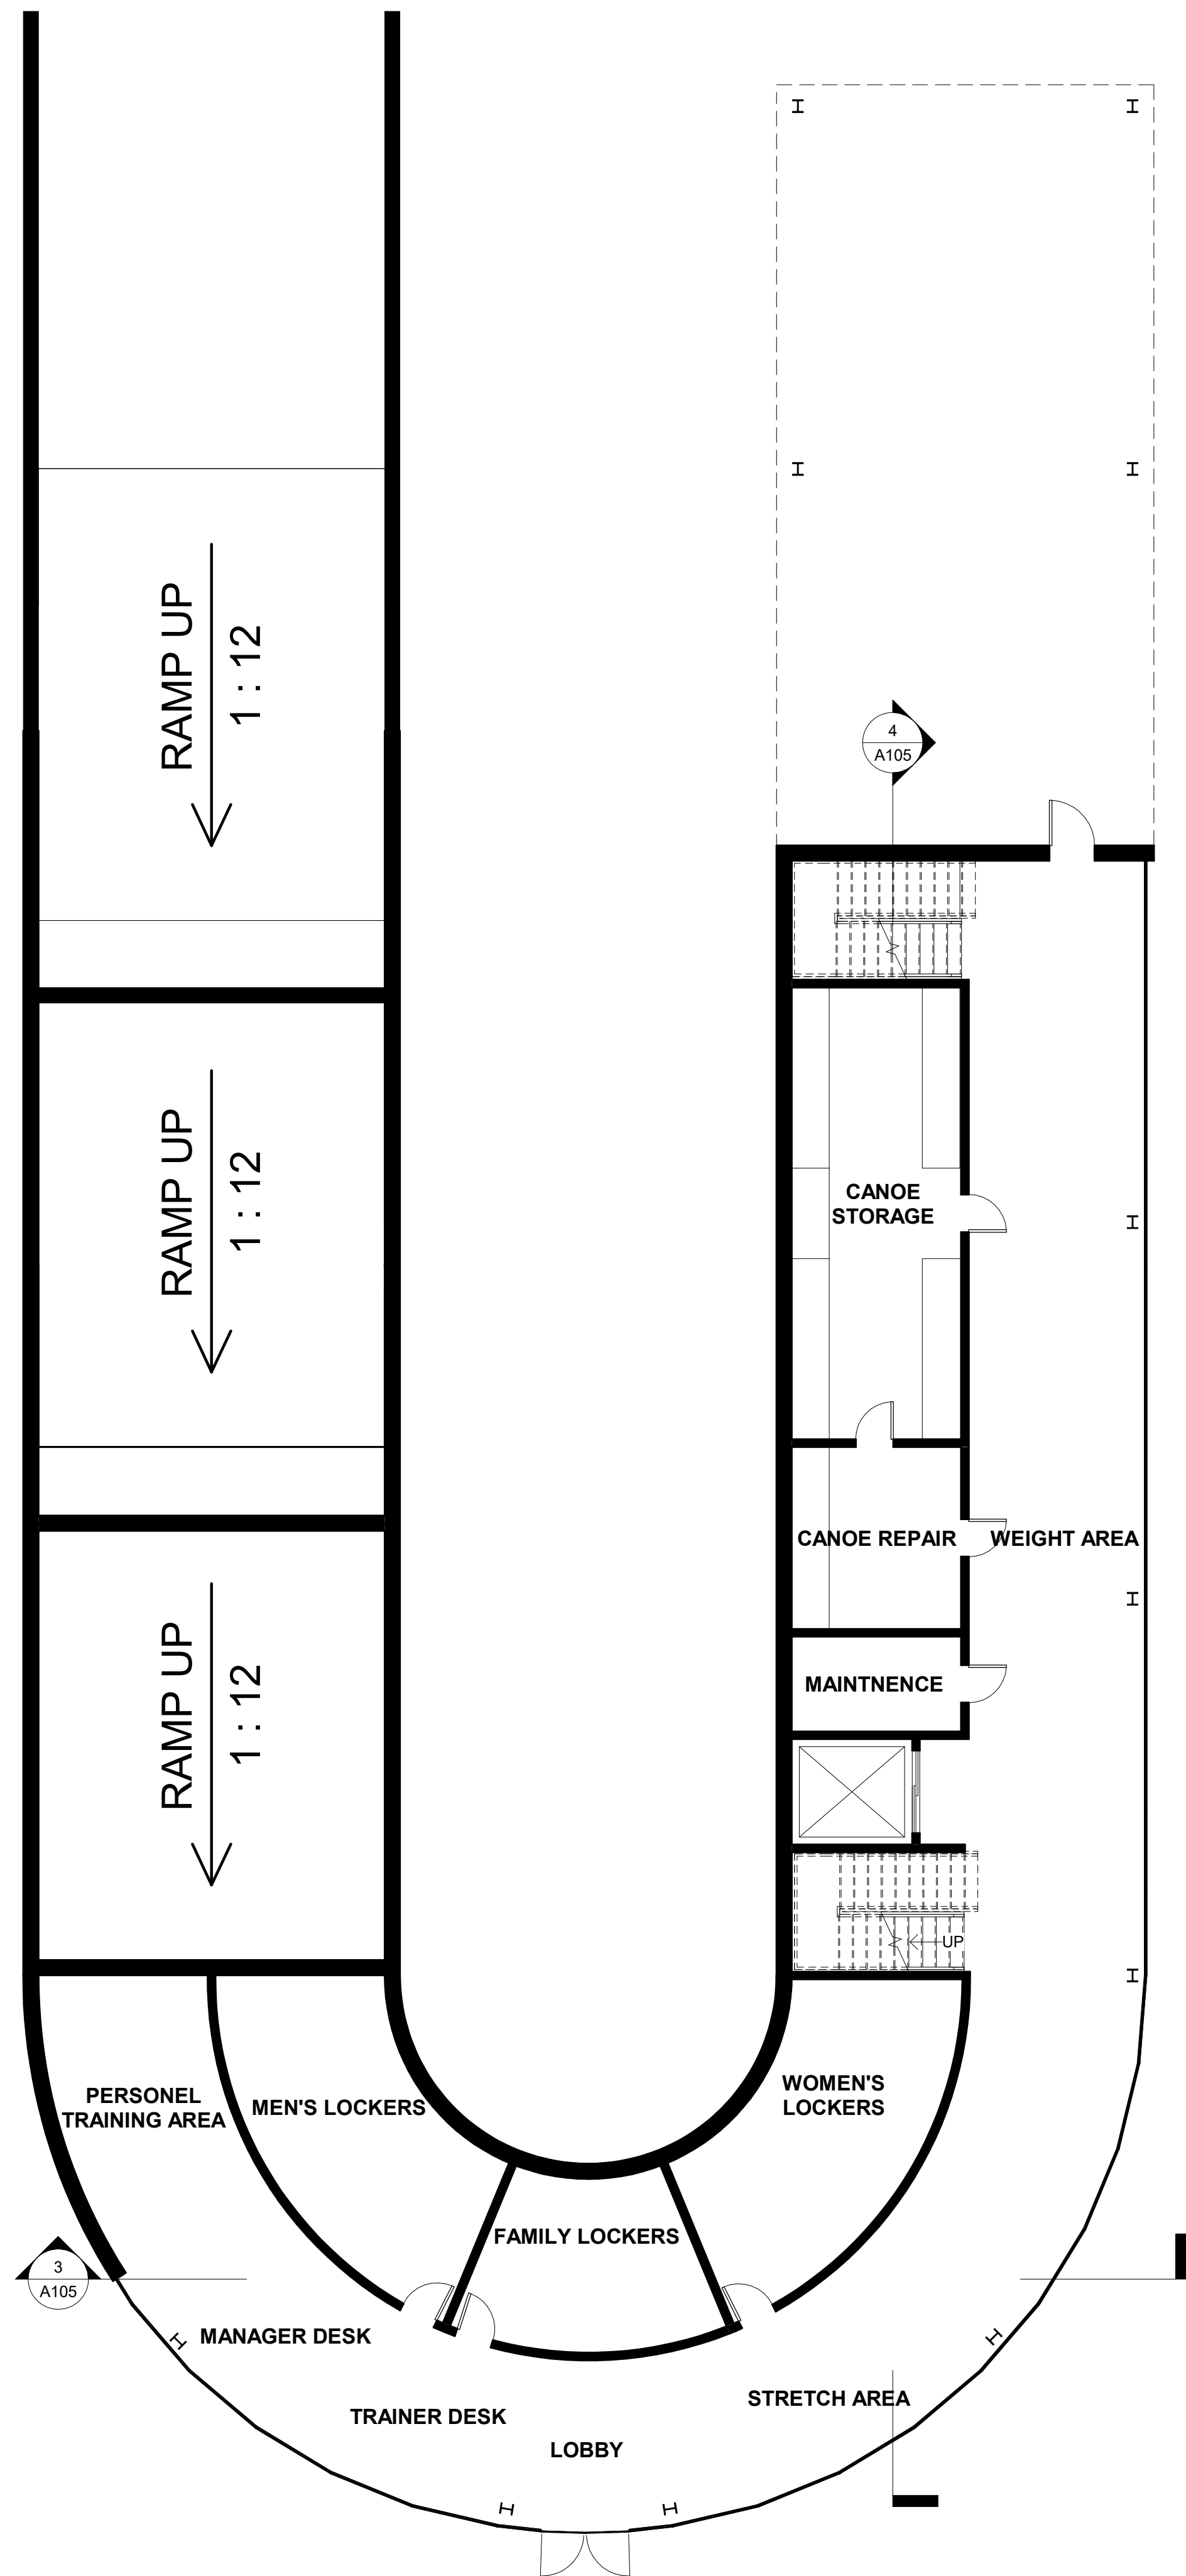 RAMP UP
1 : 12
4
A105
RAMP UP
1 : 12
CANOE
STORAGE
CANOE REPAIR
WEIGHT AREA
RAMP UP
1 : 12
MAINTNENCE
UP
PERSONEL
TRAINING AREA
MEN'S LOCKERS
WOMEN'S
LOCKERS
FAMILY LOCKERS
3
A105
MANAGER DESK
STRETCH AREA
TRAINER DESK
LOBBY